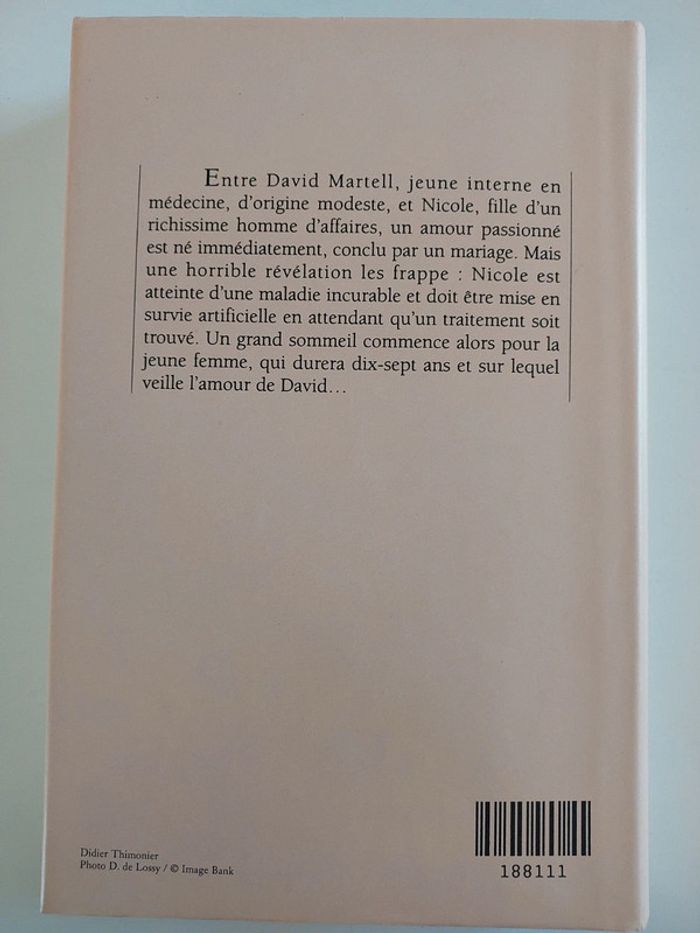 Entre David Martell, jeune interne en
médecine, d'origine modeste, et Nicole, fille d'un
richissime homme d'affaires, un amour passionné
est né immédiatement, conclu par un mariage. Mais
une horrible révélation les frappe : Nicole est
atteinte d'une maladie incurable et doit être mise en
survie artificielle en attendant qu'un traitement soit
trouvé. Un grand sommeil commence alors pour la
jeune femme, qui durera dix-sept ans et sur lequel
veille l'amour de David...
Didier Thimonier
Photo D. de Lossy / © Image Bank
188111